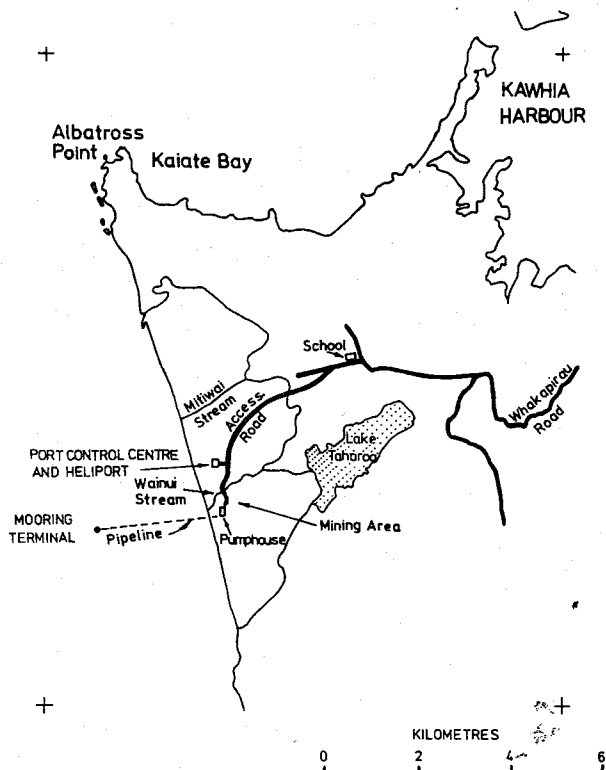 KAWHIA
HARBOUR
Albatross
Point
Kaiate Bay
School
Mitiwai
Stream
Access
Road
Whakapirau
Road
Lake
Taharoa
PORT CONTROL CENTRE
AND HELIPORT
Wainui
Stream
MOORING
TERMINAL
Pipeline
Pumphouse
Mining Area
KILOMETRES
0 2 4 6